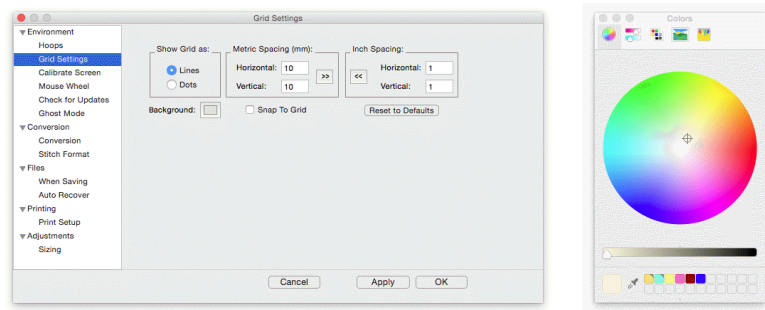 Grid Settings
Environment
Hoops
Grid Settings
Calibrate Screen
Mouse Wheel
Check for Updates
Ghost Mode
Conversion
Conversion
Stitch Format
Files
When Saving
Auto Recover
Printing
Print Setup
Adjustments
Sizing
Show Grid as:
Lines
Dots
Metric Spacing (mm):
Horizontal: 10
Vertical: 10
>>
Inch Spacing:
<<
Horizontal: 1
Vertical: 1
Background:
Snap To Grid
Reset to Defaults
Cancel
Apply
OK
Colors